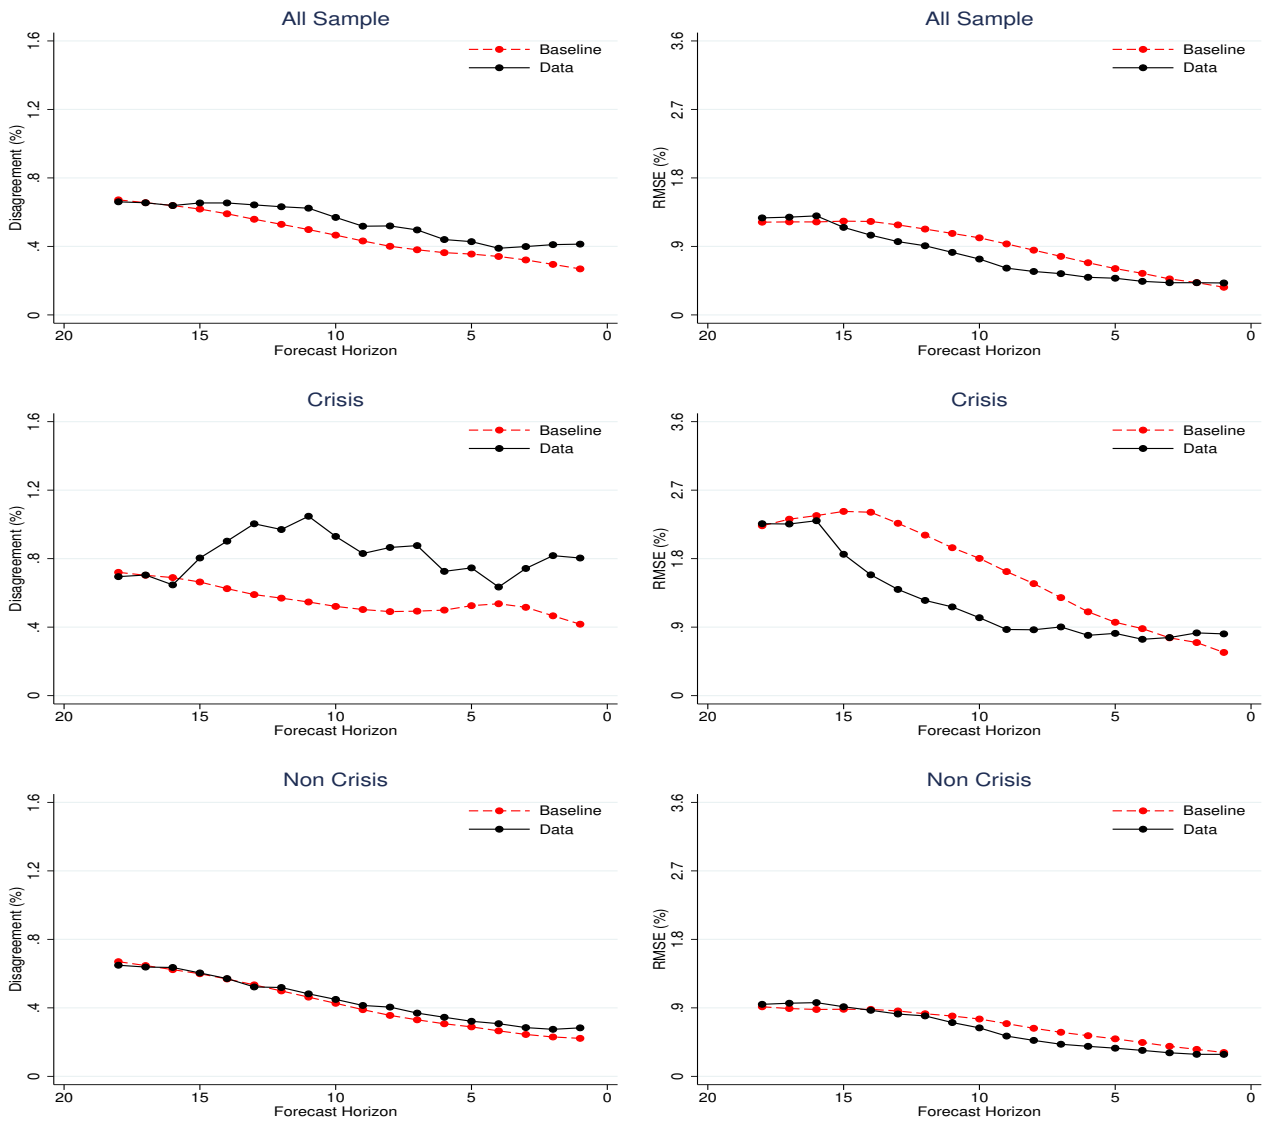 All Sample
Disagreement (%)
1.6
1.2
.8
.4
0
Baseline
Data
20 15 10 5 0
Forecast Horizon
All Sample
RMSE (%)
3.6
2.7
1.8
.9
0
Baseline
Data
20 15 10 5 0
Forecast Horizon
Crisis
Disagreement (%)
1.6
1.2
.8
.4
0
Baseline
Data
20 15 10 5 0
Forecast Horizon
Crisis
RMSE (%)
3.6
2.7
1.8
.9
0
Baseline
Data
20 15 10 5 0
Forecast Horizon
Non Crisis
Disagreement (%)
1.6
1.2
.8
.4
0
Baseline
Data
20 15 10 5 0
Forecast Horizon
Non Crisis
RMSE (%)
3.6
2.7
1.8
.9
0
Baseline
Data
20 15 10 5 0
Forecast Horizon